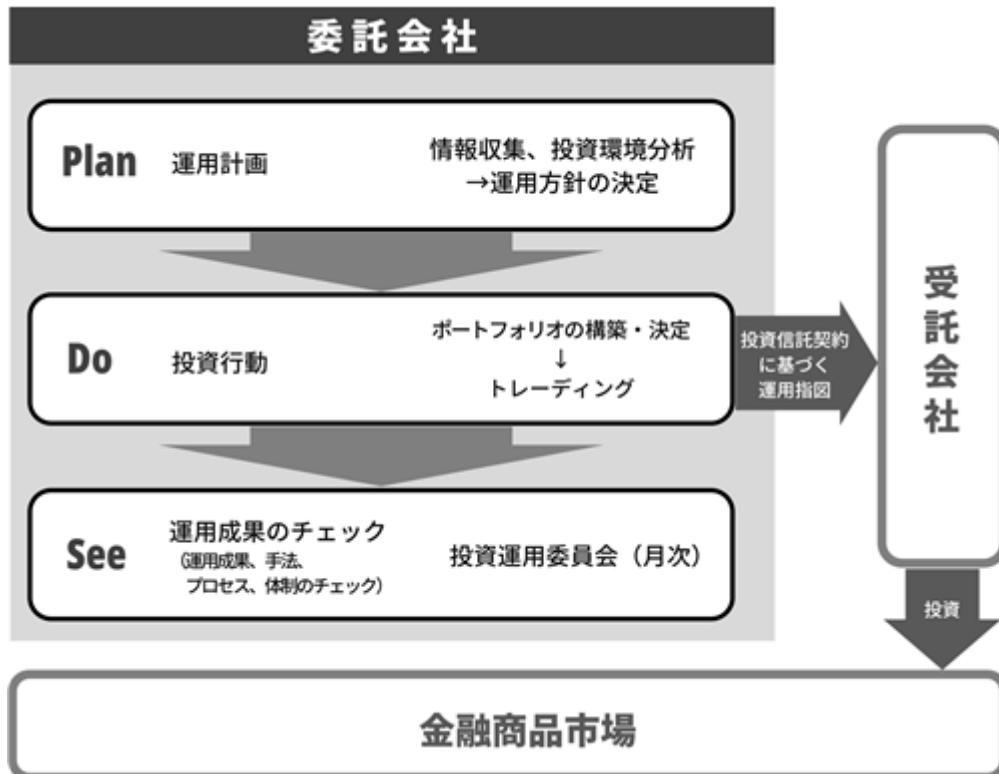 委託会社
Plan 運用計画
情報収集、投資環境分析
→運用方針の決定
Do 投資行動
ポートフォリオの構築・決定
↓
トレーディング
投資信託契約
に基づく
運用指図
受託会社
See 運用成果のチェック
(運用成果、手法、
プロセス、体制のチェック)
投資運用委員会(月次)
投資
金融商品市場